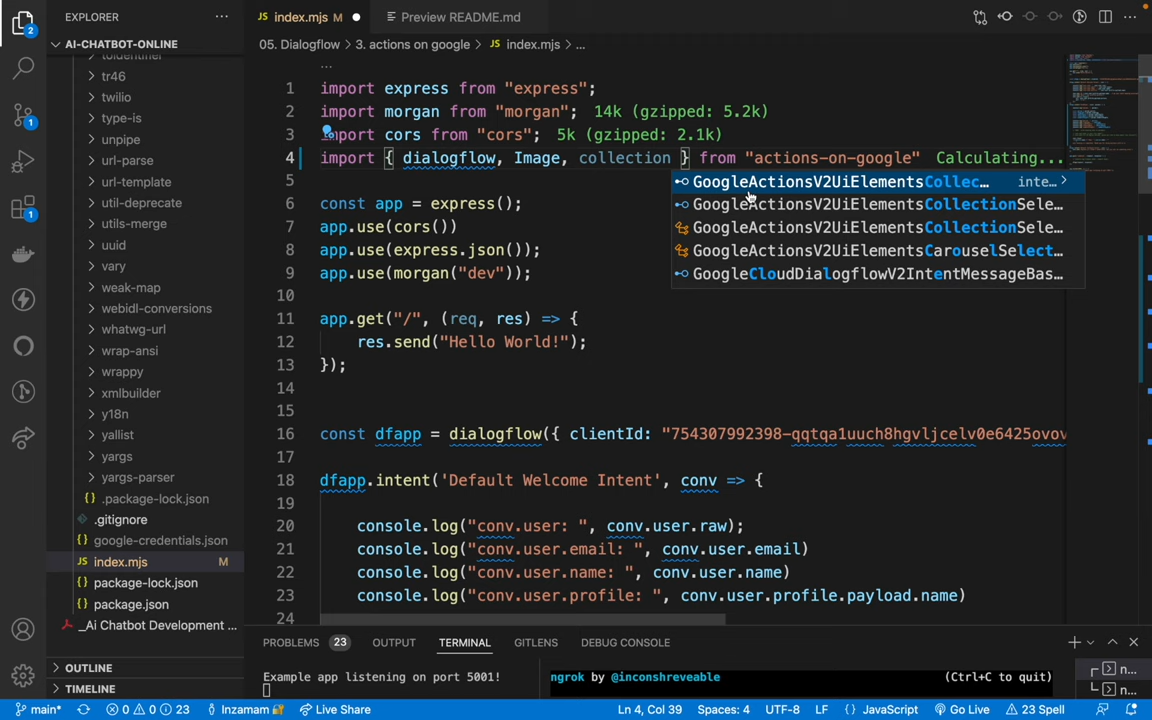 EXPLORER
index.mjs M
Preview README.md
AI-CHATBOT-ONLINE
05. Dialogflow > 3. actions on google > JS index.mjs > ...
toidentifier
tr46
twilio
type-is
unpipe
url-parse
url-template
util-deprecate
utils-merge
uuid
vary
weak-map
webidl-conversions
whatwg-url
wrap-ansi
wrappy
xmlbuilder
y18n
yallist
yargs
yargs-parser
.package-lock.json
.gitignore
google-credentials.json
JS index.mjs M
package-lock.json
package.json
_Ai Chatbot Development ...
OUTLINE
TIMELINE
1 import express from "express";
2 import morgan from "morgan"; 14k (gzipped: 5.2k)
3 import cors from "cors"; 5k (gzipped: 2.1k)
4 import { dialogflow, Image, collection } from "actions-on-google" Calculating...
GoogleActionsV2UiElementsCollec… inte…
GoogleActionsV2UiElementsCollectionSele…
GoogleActionsV2UiElementsCollectionSele…
GoogleActionsV2UiElementsCarouselSelect…
GoogleCloudDialogflowV2IntentMessageBas…
5
6 const app = express();
7 app.use(cors())
8 app.use(express.json());
9 app.use(morgan("dev"));
10
11 app.get("/", (req, res) => {
12 res.send("Hello World!");
13 });
14
15
16 const dfapp = dialogflow({ clientId: "754307992398-qqtqa1uuch8hgvljcelv0e6425ovov
17
18 dfapp.intent('Default Welcome Intent', conv => {
19
20 console.log("conv.user: ", conv.user.raw);
21 console.log("conv.user.email: ", conv.user.email)
22 console.log("conv.user.name: ", conv.user.name)
23 console.log("conv.user.profile: ", conv.user.profile.payload.name)
24
PROBLEMS 23 OUTPUT TERMINAL GITLENS DEBUG CONSOLE
Example app listening on port 5001!
ngrok by @inconshreveable (Ctrl+C to quit)
n...
n...
main* 0 0 23 Inzamam Live Share Ln 4, Col 39 Spaces: 4 UTF-8 LF JavaScript Go Live 23 Spell